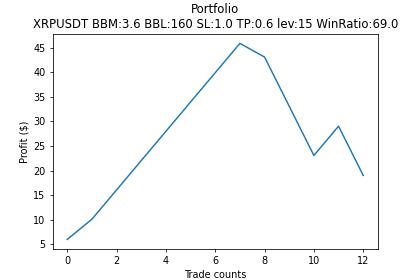 Portfolio
XRPUSDT BBM:3.6 BBL:160 SL:1.0 TP:0.6 lev:15 WinRatio:69.0
45
40
35
30
25
20
15
10
5
Profit ($)
0 2 4 6 8 10 12
Trade counts